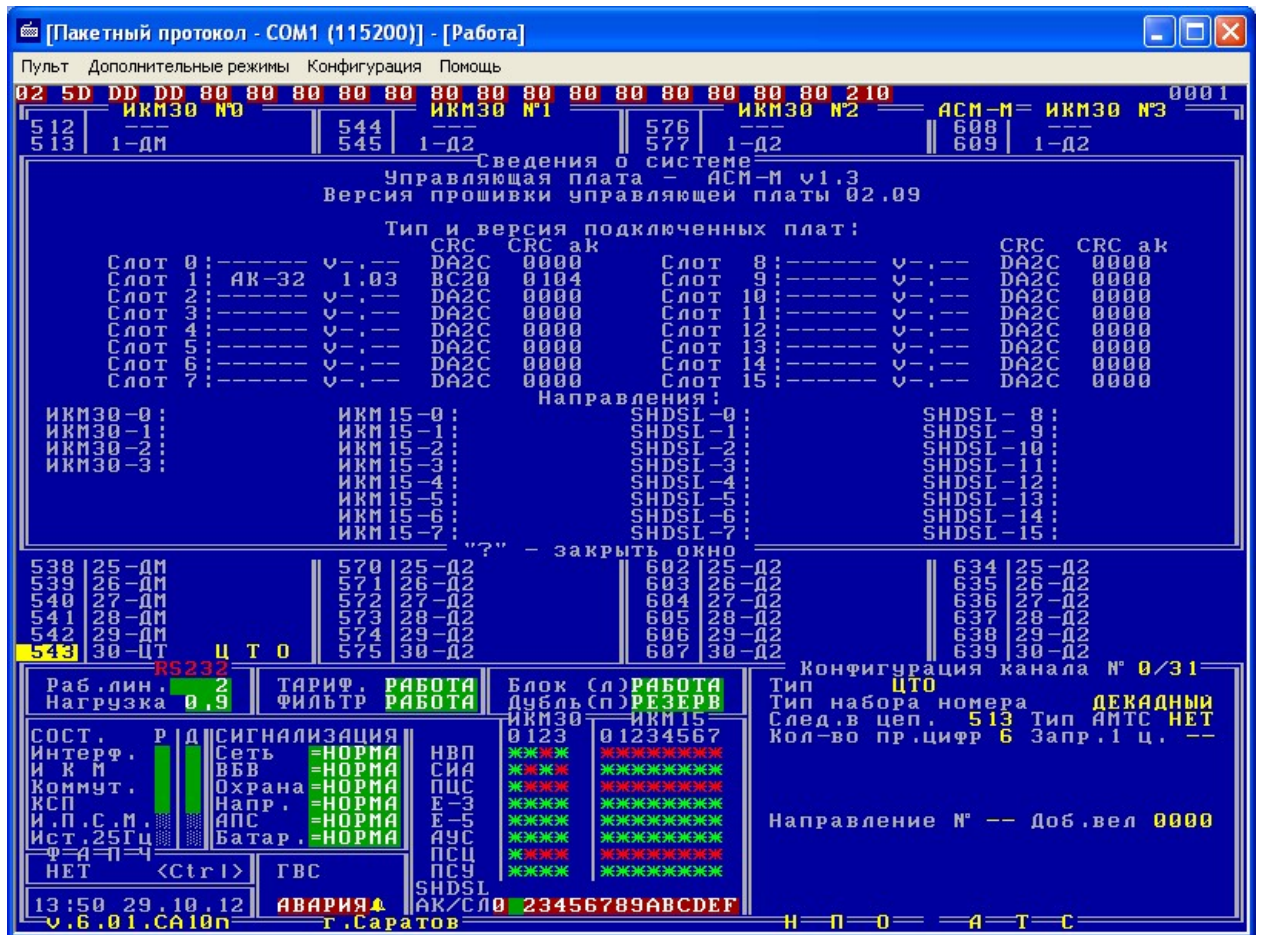 [Пакетный протокол - COM1 (115200)] - [Работа]
Пульт Дополнительные режимы Конфигурация Помощь
02 5D DD DD 80 80 80 80 80 80 80 80 80 80 80 80 80 80 210 0001
ИКМ30 №0 ИКМ30 №1 ИКМ30 №2 АСМ-М ИКМ30 №3
512 --- 544 --- 576 --- 608 ---
513 1-ДМ 545 1-Д2 577 1-Д2 609 1-Д2
Сведения о системе
Управляющая плата - АСМ-М v1.3
Версия прошивки управляющей платы 02.09
Тип и версия подключенных плат:
CRC CRC ak CRC CRC ak
Слот 0:------ v-.-- DA2C 0000 Слот 8:------ v-.-- DA2C 0000
Слот 1: АК-32 1.03 BC20 0104 Слот 9:------ v-.-- DA2C 0000
Слот 2:------ v-.-- DA2C 0000 Слот 10:------ v-.-- DA2C 0000
Слот 3:------ v-.-- DA2C 0000 Слот 11:------ v-.-- DA2C 0000
Слот 4:------ v-.-- DA2C 0000 Слот 12:------ v-.-- DA2C 0000
Слот 5:------ v-.-- DA2C 0000 Слот 13:------ v-.-- DA2C 0000
Слот 6:------ v-.-- DA2C 0000 Слот 14:------ v-.-- DA2C 0000
Слот 7:------ v-.-- DA2C 0000 Слот 15:------ v-.-- DA2C 0000
Направления:
ИКМ30-0: ИКМ15-0: SHDSL-0: SHDSL- 8:
ИКМ30-1: ИКМ15-1: SHDSL-1: SHDSL- 9:
ИКМ30-2: ИКМ15-2: SHDSL-2: SHDSL-10:
ИКМ30-3: ИКМ15-3: SHDSL-3: SHDSL-11:
ИКМ15-4: SHDSL-4: SHDSL-12:
ИКМ15-5: SHDSL-5: SHDSL-13:
ИКМ15-6: SHDSL-6: SHDSL-14:
ИКМ15-7: SHDSL-7: SHDSL-15:
"?" - закрыть окно
538 25-ДМ 570 25-Д2 602 25-Д2 634 25-Д2
539 26-ДМ 571 26-Д2 603 26-Д2 635 26-Д2
540 27-ДМ 572 27-Д2 604 27-Д2 636 27-Д2
541 28-ДМ 573 28-Д2 605 28-Д2 637 28-Д2
542 29-ДМ 574 29-Д2 606 29-Д2 638 29-Д2
543 30-ЦТ Ц Т О 575 30-Д2 607 30-Д2 639 30-Д2
RS232 Конфигурация канала № 0/31
Раб.лин. 2 ТАРИФ. РАБОТА Блок (л)РАБОТА Тип ЦТО
Нагрузка 0,9 ФИЛЬТР РАБОТА Дубль(п)РЕЗЕРВ Тип набора номера ДЕКАДНЫЙ
ИКМ30 ИКМ15 След.в цеп. 513 Тип АМТС НЕТ
СОСТ. Р Д СИГНАЛИЗАЦИЯ 0123 01234567 Кол-во пр.цифр 6 Запр.1 ц. --
Интерф. Сеть =НОРМА НВП **** ********
И К М ВБВ =НОРМА СИА **** ********
Коммут. Охрана=НОРМА ПЦС **** ********
КСП Напр. =НОРМА Е-3 **** ********
И.П.С.М. АПС =НОРМА Е-5 **** ******** Направление № -- Доб.вел 0000
Ист.25Гц Батар.=НОРМА АУС **** ********
Ф-А-П-Ч ПСЦ **** ********
НЕТ <Ctrl> ГВС ПСУ **** ********
SHDSL
13:50 29.10.12 АВАРИЯ АК/СЛ0 23456789ABCDEF
v.6.01.СА10п г.Саратов Н П О А Т С